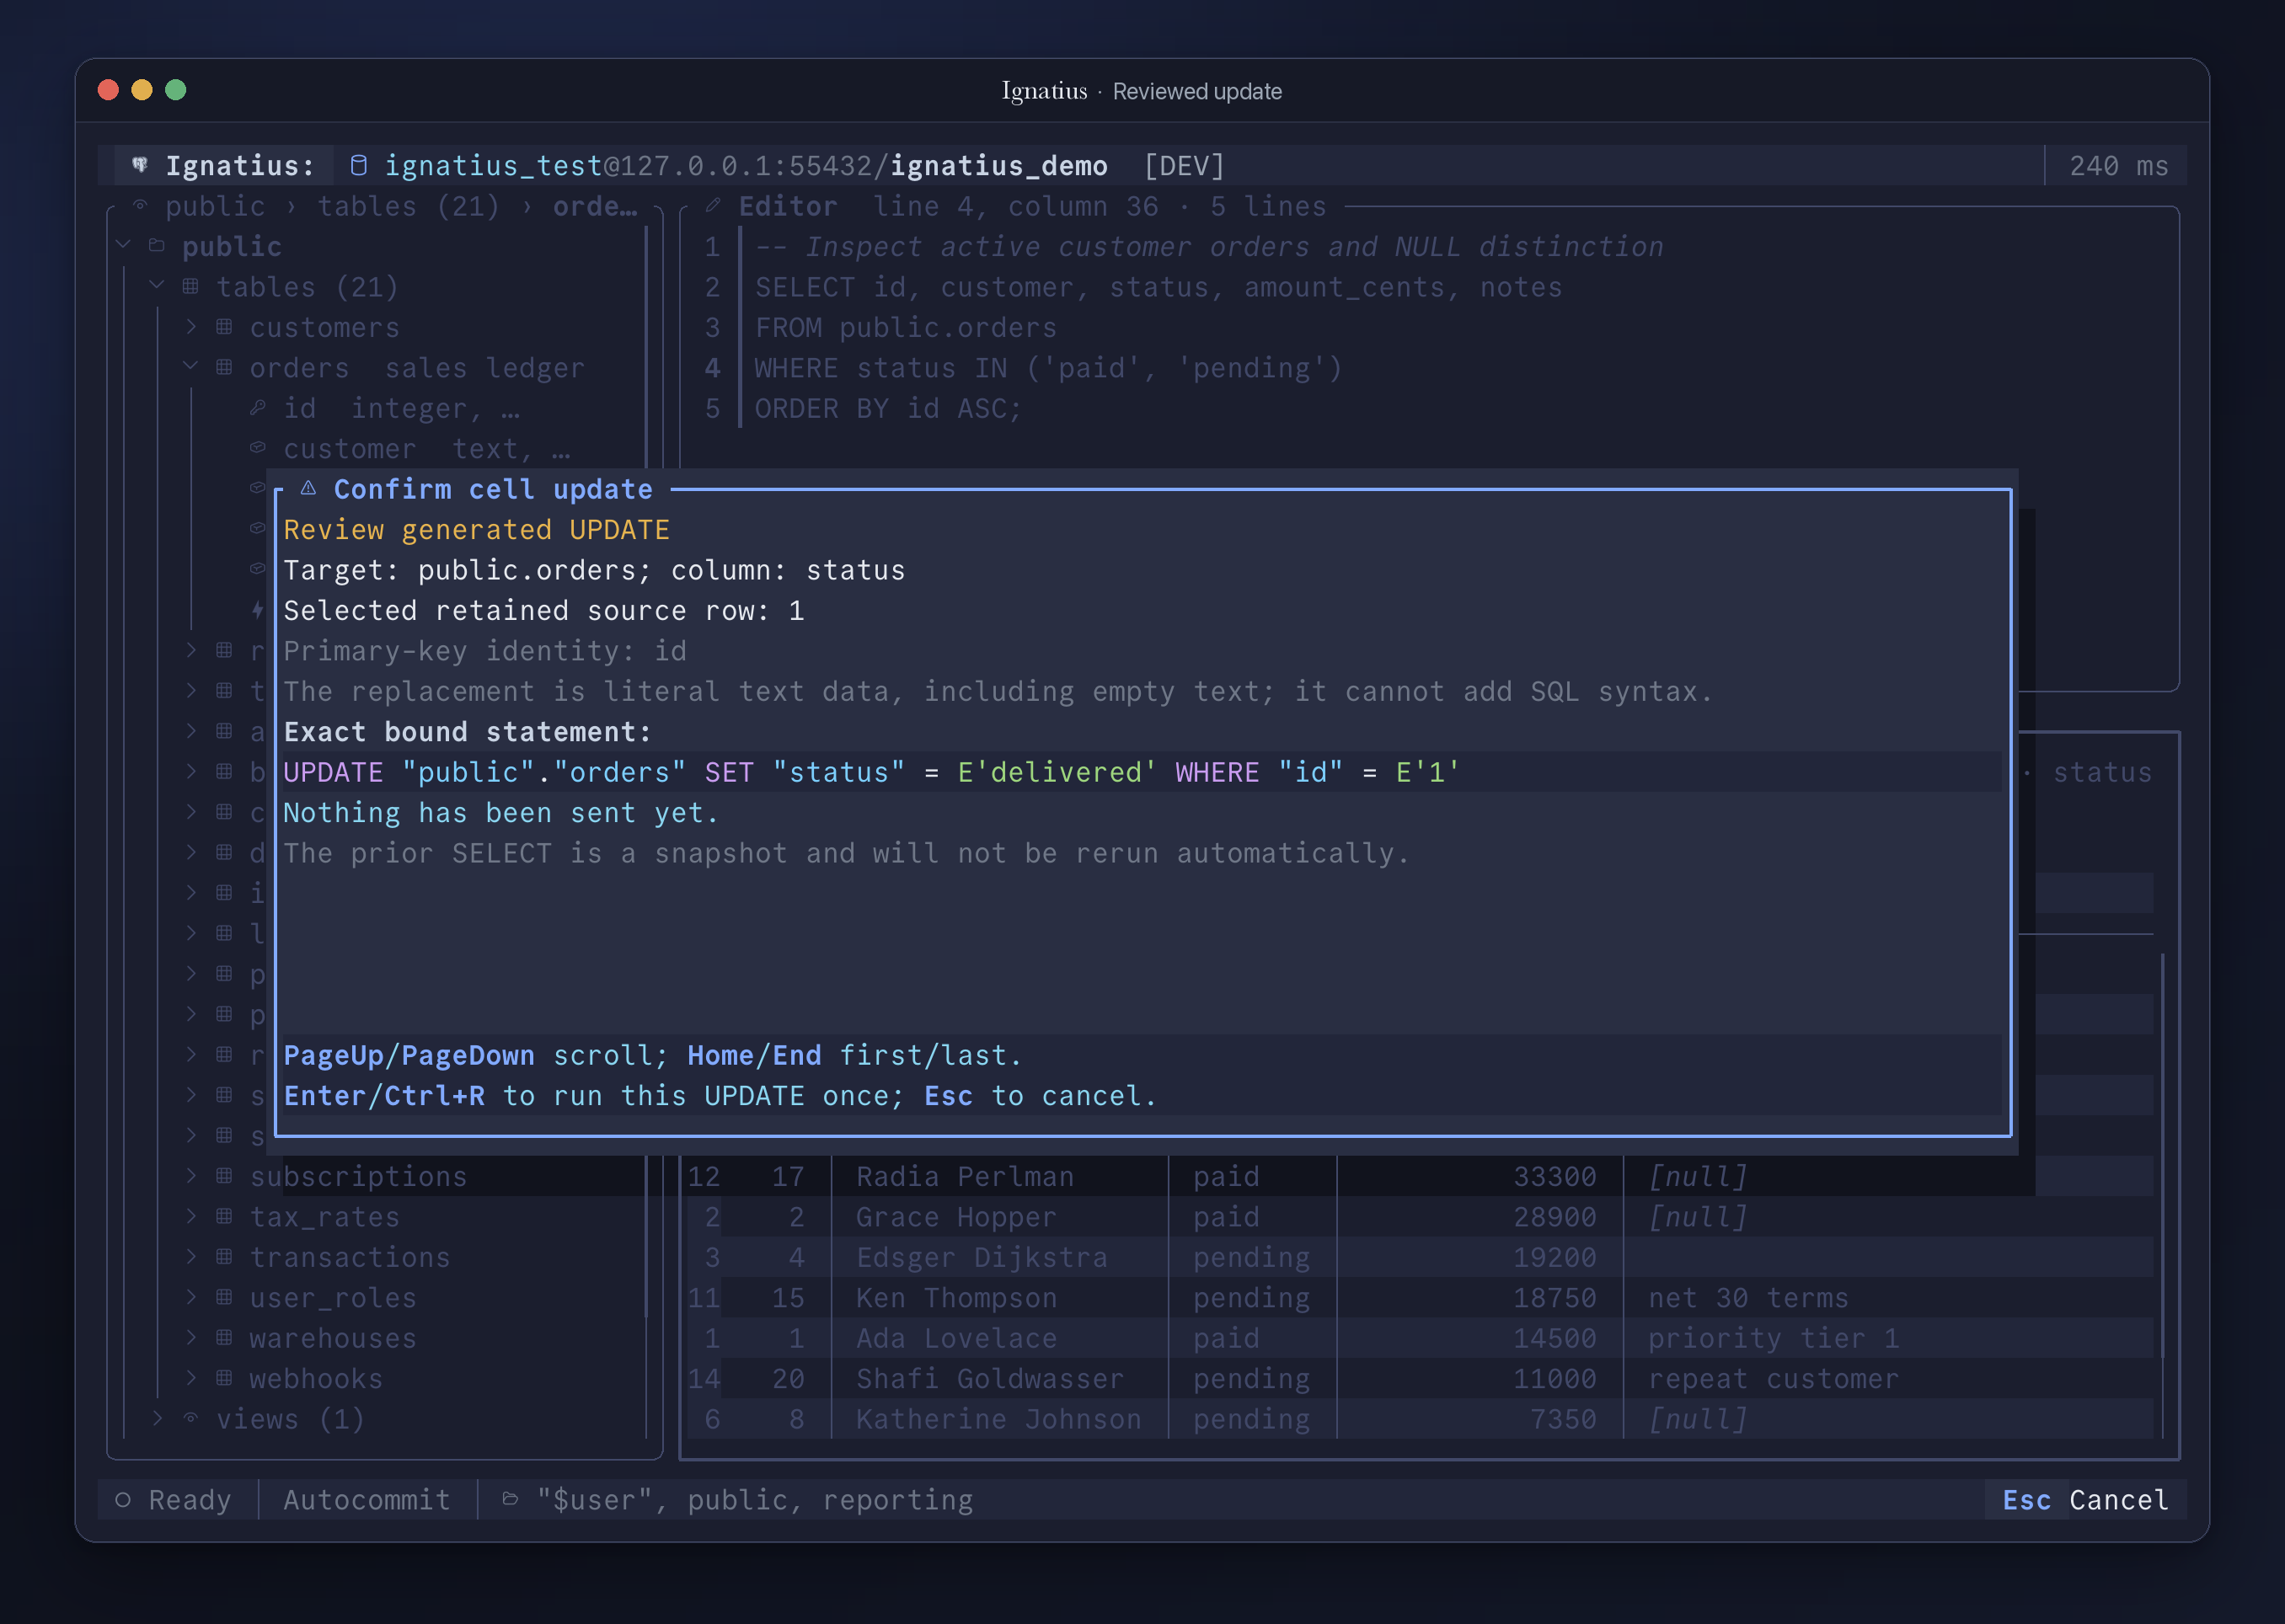 Ignatius · Reviewed update
Ignatius: ignatius_test@127.0.0.1:55432/ignatius_demo [DEV] 240 ms
public › tables (21) › orde…
public
tables (21)
customers
orders sales ledger
id integer, …
customer text, …
r
t
a
b
c
d
i
l
p
p
r
s
s
subscriptions
tax_rates
transactions
user_roles
warehouses
webhooks
views (1)
Editor line 4, column 36 · 5 lines
1 -- Inspect active customer orders and NULL distinction
2 SELECT id, customer, status, amount_cents, notes
3 FROM public.orders
4 WHERE status IN ('paid', 'pending')
5 ORDER BY id ASC;
Confirm cell update
Review generated UPDATE
Target: public.orders; column: status
Selected retained source row: 1
Primary-key identity: id
The replacement is literal text data, including empty text; it cannot add SQL syntax.
Exact bound statement:
UPDATE "public"."orders" SET "status" = E'delivered' WHERE "id" = E'1'
Nothing has been sent yet.
The prior SELECT is a snapshot and will not be rerun automatically.
PageUp/PageDown scroll; Home/End first/last.
Enter/Ctrl+R to run this UPDATE once; Esc to cancel.
· status
12 17 Radia Perlman paid 33300 [null]
2 2 Grace Hopper paid 28900 [null]
3 4 Edsger Dijkstra pending 19200
11 15 Ken Thompson pending 18750 net 30 terms
1 1 Ada Lovelace paid 14500 priority tier 1
14 20 Shafi Goldwasser pending 11000 repeat customer
6 8 Katherine Johnson pending 7350 [null]
Ready Autocommit "$user", public, reporting Esc Cancel